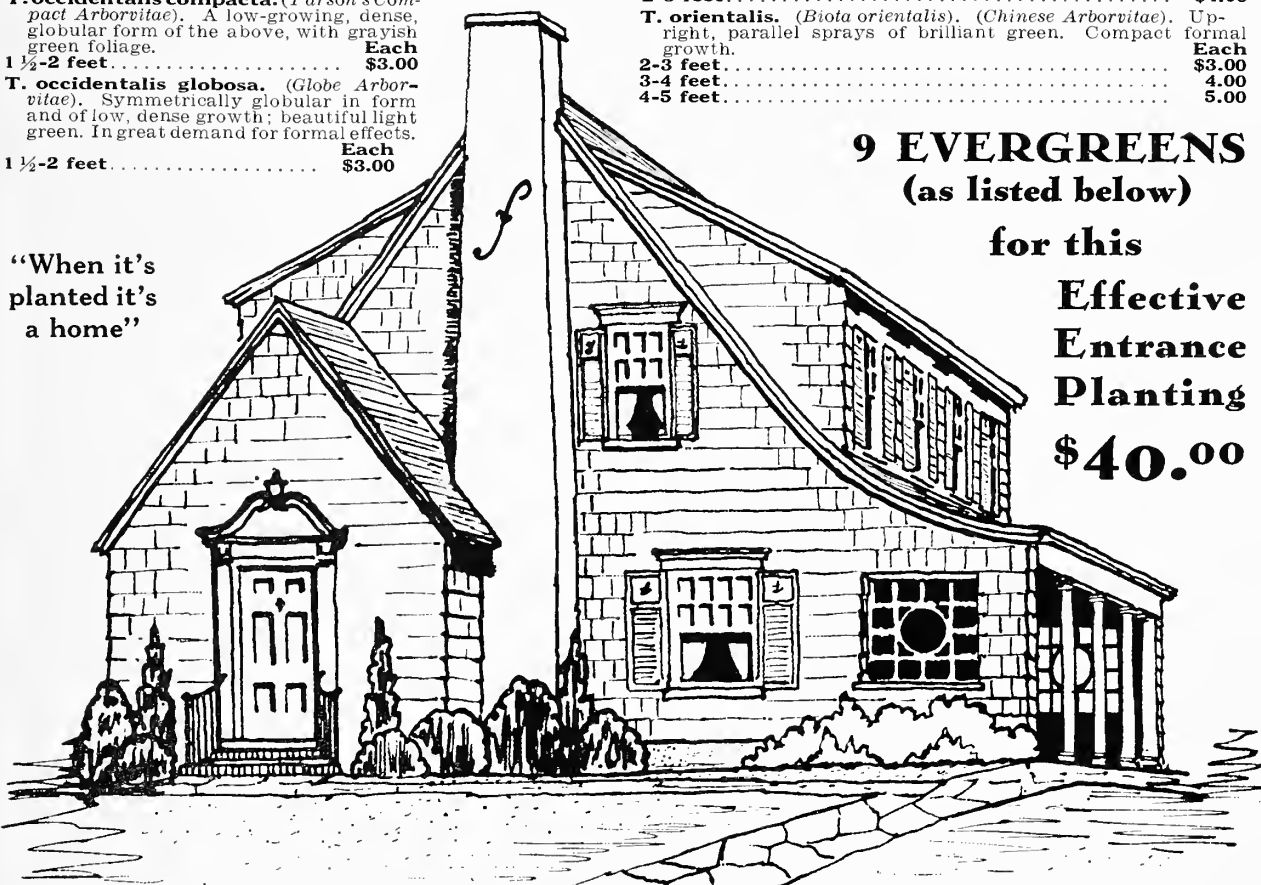 T. occidentalis compacta. (Parson's Com-
pact Arborvitae). A low-growing, dense,
globular form of the above, with grayish
green foliage. Each
1 ½-2 feet........................ $3.00
T. occidentalis globosa. (Globe Arbor-
vitae). Symmetrically globular in form
and of low, dense growth; beautiful light
green. In great demand for formal effects.
Each
1 ½-2 feet.................... $3.00
T. orientalis. (Biota orientalis). (Chinese Arborvitae). Up-
right, parallel sprays of brilliant green. Compact formal
growth. Each
2-3 feet............................................ $3.00
3-4 feet............................................ 4.00
4-5 feet............................................ 5.00
9 EVERGREENS
(as listed below)
for this
Effective
Entrance
Planting
$40.00
"When it's
planted it's
a home"